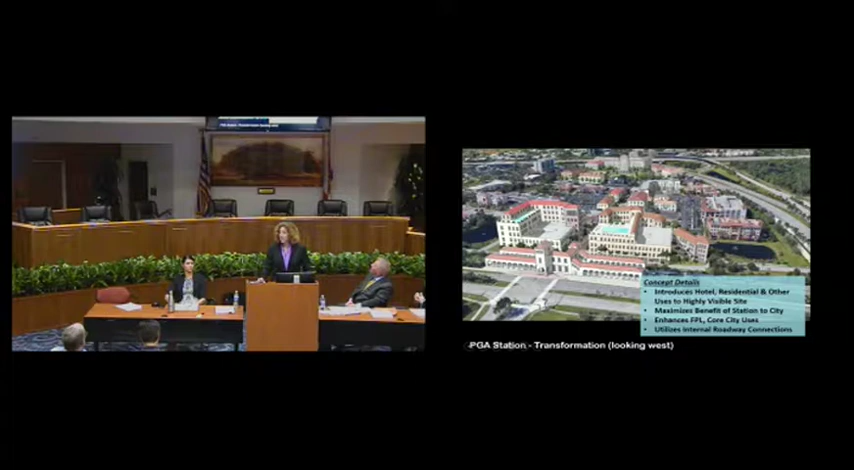 Concept Details
• Introduces Hotel, Residential & Other
Uses to Highly Visible Site
• Maximizes Benefit of Station to City
• Enhances FPL, Core City Uses
• Utilizes Internal Roadway Connections
PGA Station - Transformation (looking west)